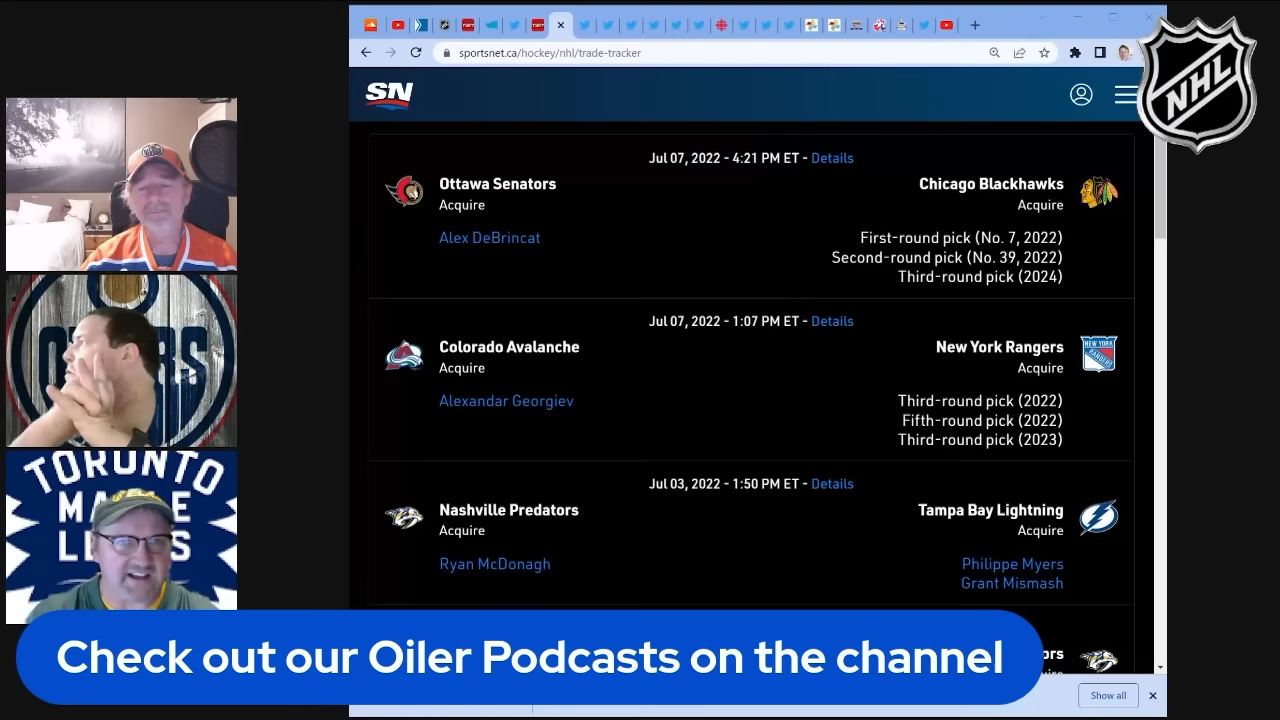 sportsnet.ca/hockey/nhl/trade-tracker
SN
NHL
Jul 07, 2022 - 4:21 PM ET - Details
Ottawa Senators
Acquire
Alex DeBrincat
Chicago Blackhawks
Acquire
First-round pick (No. 7, 2022)
Second-round pick (No. 39, 2022)
Third-round pick (2024)
Jul 07, 2022 - 1:07 PM ET - Details
Colorado Avalanche
Acquire
Alexandar Georgiev
New York Rangers
Acquire
NEW YORK
RANGERS
Third-round pick (2022)
Fifth-round pick (2022)
Third-round pick (2023)
Jul 03, 2022 - 1:50 PM ET - Details
Nashville Predators
Acquire
Ryan McDonagh
Tampa Bay Lightning
Acquire
Philippe Myers
Grant Mismash
TORONTO
Check out our Oiler Podcasts on the channel
ors
Show all